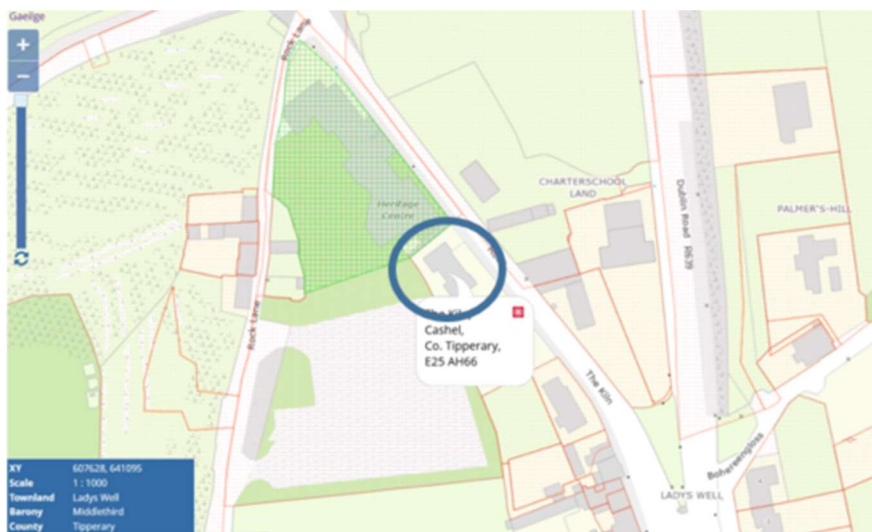 Gaeilge
+
−
Rock Lane
CHARTERSCHOOL
LAND
Heritage
Centre
Dublin Road R639
PALMER'S-HILL
Rock Lane
Cashel,
Co. Tipperary,
E25 AH66
The Kiln
Bohereengloss
LADYS WELL
XY 607628, 641095
Scale 1 : 1000
Townland Ladys Well
Barony Middlethird
County Tipperary